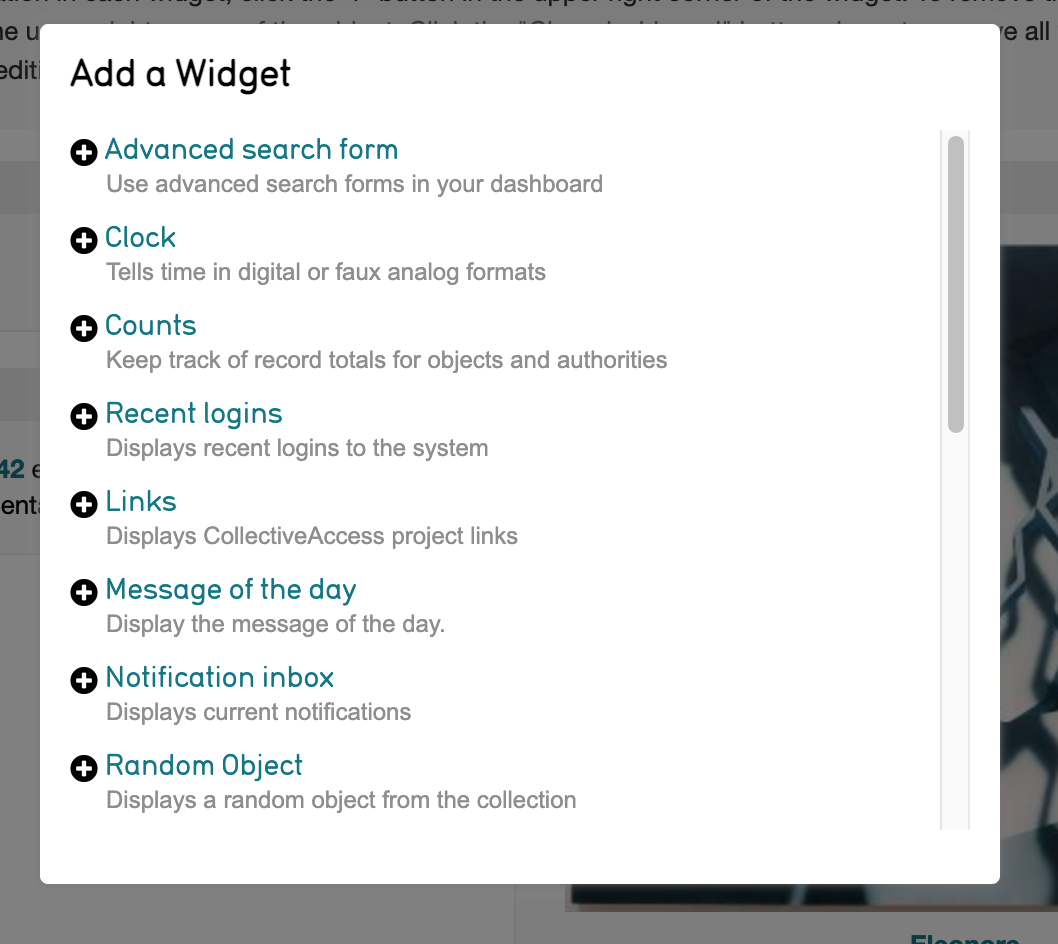 Add a Widget
Advanced search form
Use advanced search forms in your dashboard
Clock
Tells time in digital or faux analog formats
Counts
Keep track of record totals for objects and authorities
Recent logins
Displays recent logins to the system
Links
Displays CollectiveAccess project links
42
Message of the day
Display the message of the day.
Notification inbox
Displays current notifications
Random Object
Displays a random object from the collection